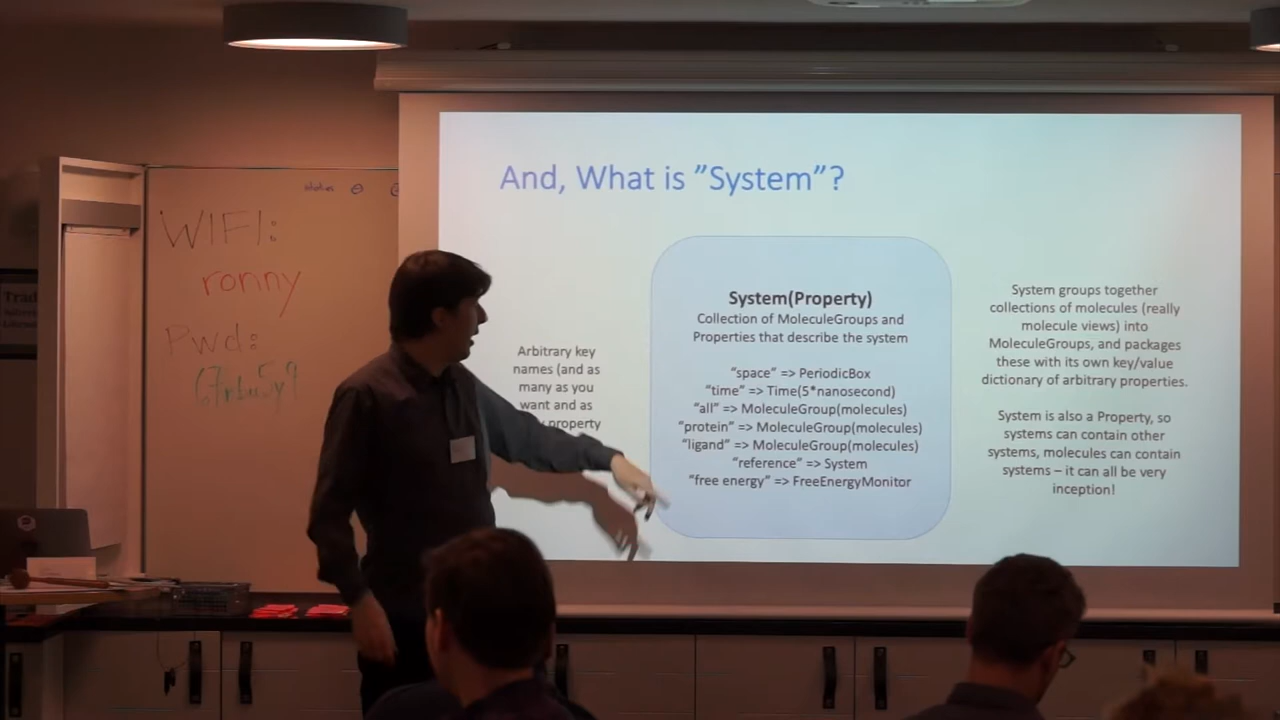 WIFI:
ronny
Pwd:
Trad
And, What is ”System”?
Arbitrary key
names (and as
many as you
want and as
property
System(Property)
Collection of MoleculeGroups and
Properties that describe the system
“space” => PeriodicBox
“time” => Time(5*nanosecond)
“all” => MoleculeGroup(molecules)
“protein” => MoleculeGroup(molecules)
“ligand” => MoleculeGroup(molecules)
“reference” => System
“free energy” => FreeEnergyMonitor
System groups together
collections of molecules (really
molecule views) into
MoleculeGroups, and packages
these with its own key/value
dictionary of arbitrary properties.
System is also a Property, so
systems can contain other
systems, molecules can contain
systems – it can all be very
inception!